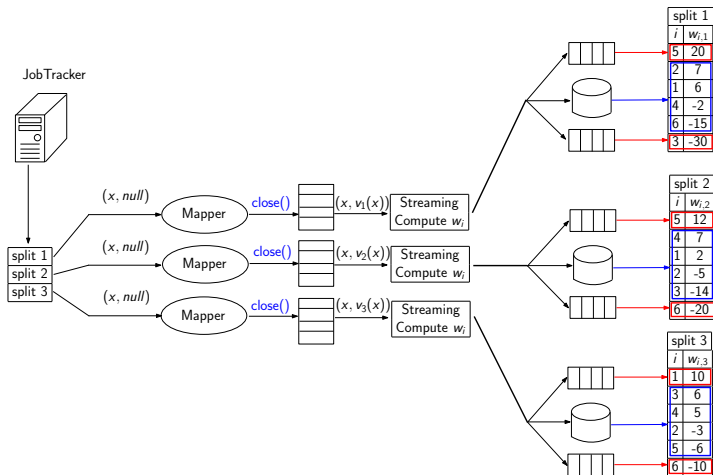 JobTracker
split 1
split 2
split 3
(x, null)
Mapper
close()
(x, v1(x))
Streaming
Compute wi
(x, null)
Mapper
close()
(x, v2(x))
Streaming
Compute wi
(x, null)
Mapper
close()
(x, v3(x))
Streaming
Compute wi
split 1
i wi,1
5 20
2 7
1 6
4 -2
6 -15
3 -30
split 2
i wi,2
5 12
4 7
1 2
2 -5
3 -14
6 -20
split 3
i wi,3
1 10
3 6
4 5
2 -3
5 -6
6 -10